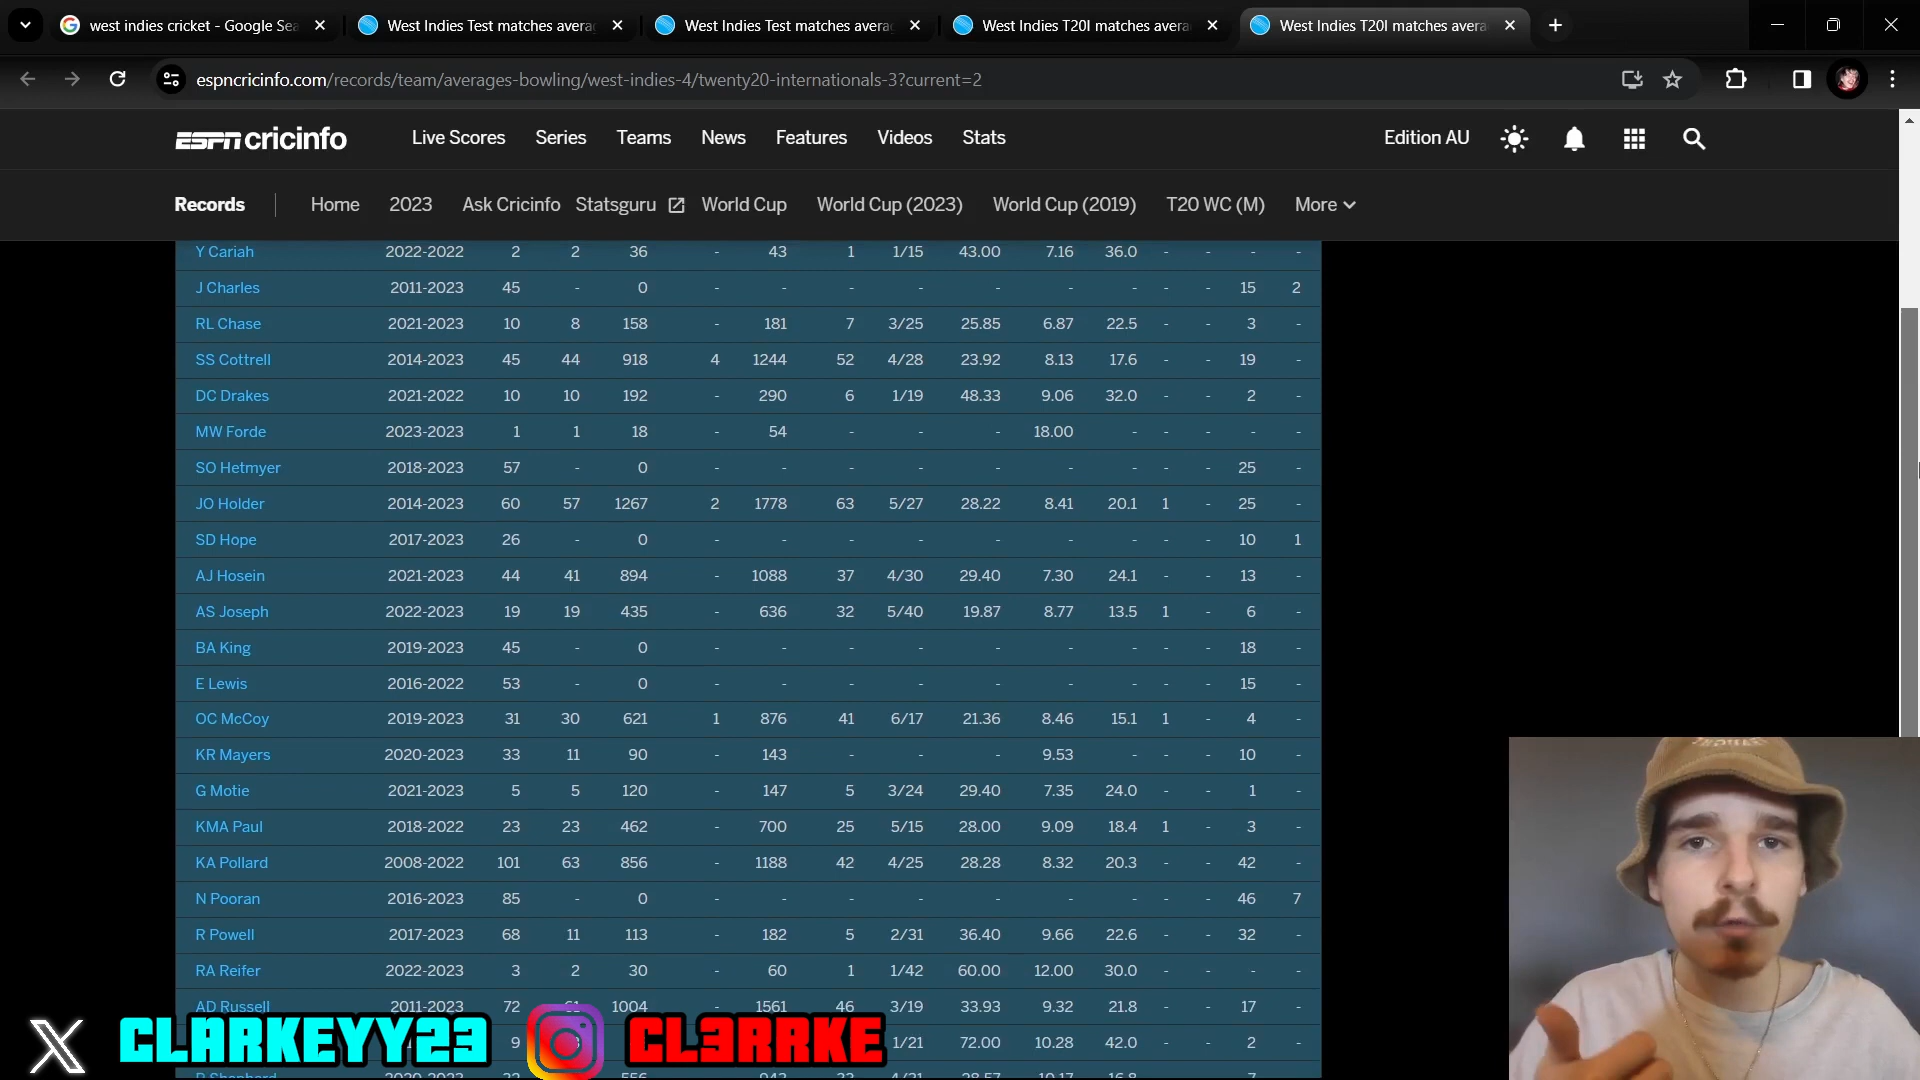 west indies cricket - Google Sea
West Indies Test matches avera
West Indies Test matches avera
West Indies T20I matches avera
West Indies T20I matches avera
espncricinfo.com/records/team/averages-bowling/west-indies-4/twenty20-internationals-3?current=2
ESPN cricinfo Live Scores Series Teams News Features Videos Stats Edition AU
Records Home 2023 Ask Cricinfo Statsguru World Cup World Cup (2023) World Cup (2019) T20 WC (M) More
Y Cariah 2022-2022 2 2 36 - 43 1 1/15 43.00 7.16 36.0 - - - -
J Charles 2011-2023 45 - 0 - - - - - - - - - 15 2
RL Chase 2021-2023 10 8 158 - 181 7 3/25 25.85 6.87 22.5 - - 3 -
SS Cottrell 2014-2023 45 44 918 4 1244 52 4/28 23.92 8.13 17.6 - - 19 -
DC Drakes 2021-2022 10 10 192 - 290 6 1/19 48.33 9.06 32.0 - - 2 -
MW Forde 2023-2023 1 1 18 - 54 - - - 18.00 - - - - -
SO Hetmyer 2018-2023 57 - 0 - - - - - - - - - 25 -
JO Holder 2014-2023 60 57 1267 2 1778 63 5/27 28.22 8.41 20.1 1 - 25 -
SD Hope 2017-2023 26 - 0 - - - - - - - - - 10 1
AJ Hosein 2021-2023 44 41 894 - 1088 37 4/30 29.40 7.30 24.1 - - 13 -
AS Joseph 2022-2023 19 19 435 - 636 32 5/40 19.87 8.77 13.5 1 - 6 -
BA King 2019-2023 45 - 0 - - - - - - - - - 18 -
E Lewis 2016-2022 53 - 0 - - - - - - - - - 15 -
OC McCoy 2019-2023 31 30 621 1 876 41 6/17 21.36 8.46 15.1 1 - 4 -
KR Mayers 2020-2023 33 11 90 - 143 - - - 9.53 - - - 10 -
G Motie 2021-2023 5 5 120 - 147 5 3/24 29.40 7.35 24.0 - - 1 -
KMA Paul 2018-2022 23 23 462 - 700 25 5/15 28.00 9.09 18.4 1 - 3 -
KA Pollard 2008-2022 101 63 856 - 1188 42 4/25 28.28 8.32 20.3 - - 42 -
N Pooran 2016-2023 85 - 0 - - - - - - - - - 46 7
R Powell 2017-2023 68 11 113 - 182 5 2/31 36.40 9.66 22.6 - - 32 -
RA Reifer 2022-2023 3 2 30 - 60 1 1/42 60.00 12.00 30.0 - - - -
AD Russell 2011-2023 72 61 1004 - 1561 46 3/19 33.93 9.32 21.8 - - 17 -
9 1/21 72.00 10.28 42.0 - - 2 -
CLARKEYY23 CL3RRKE